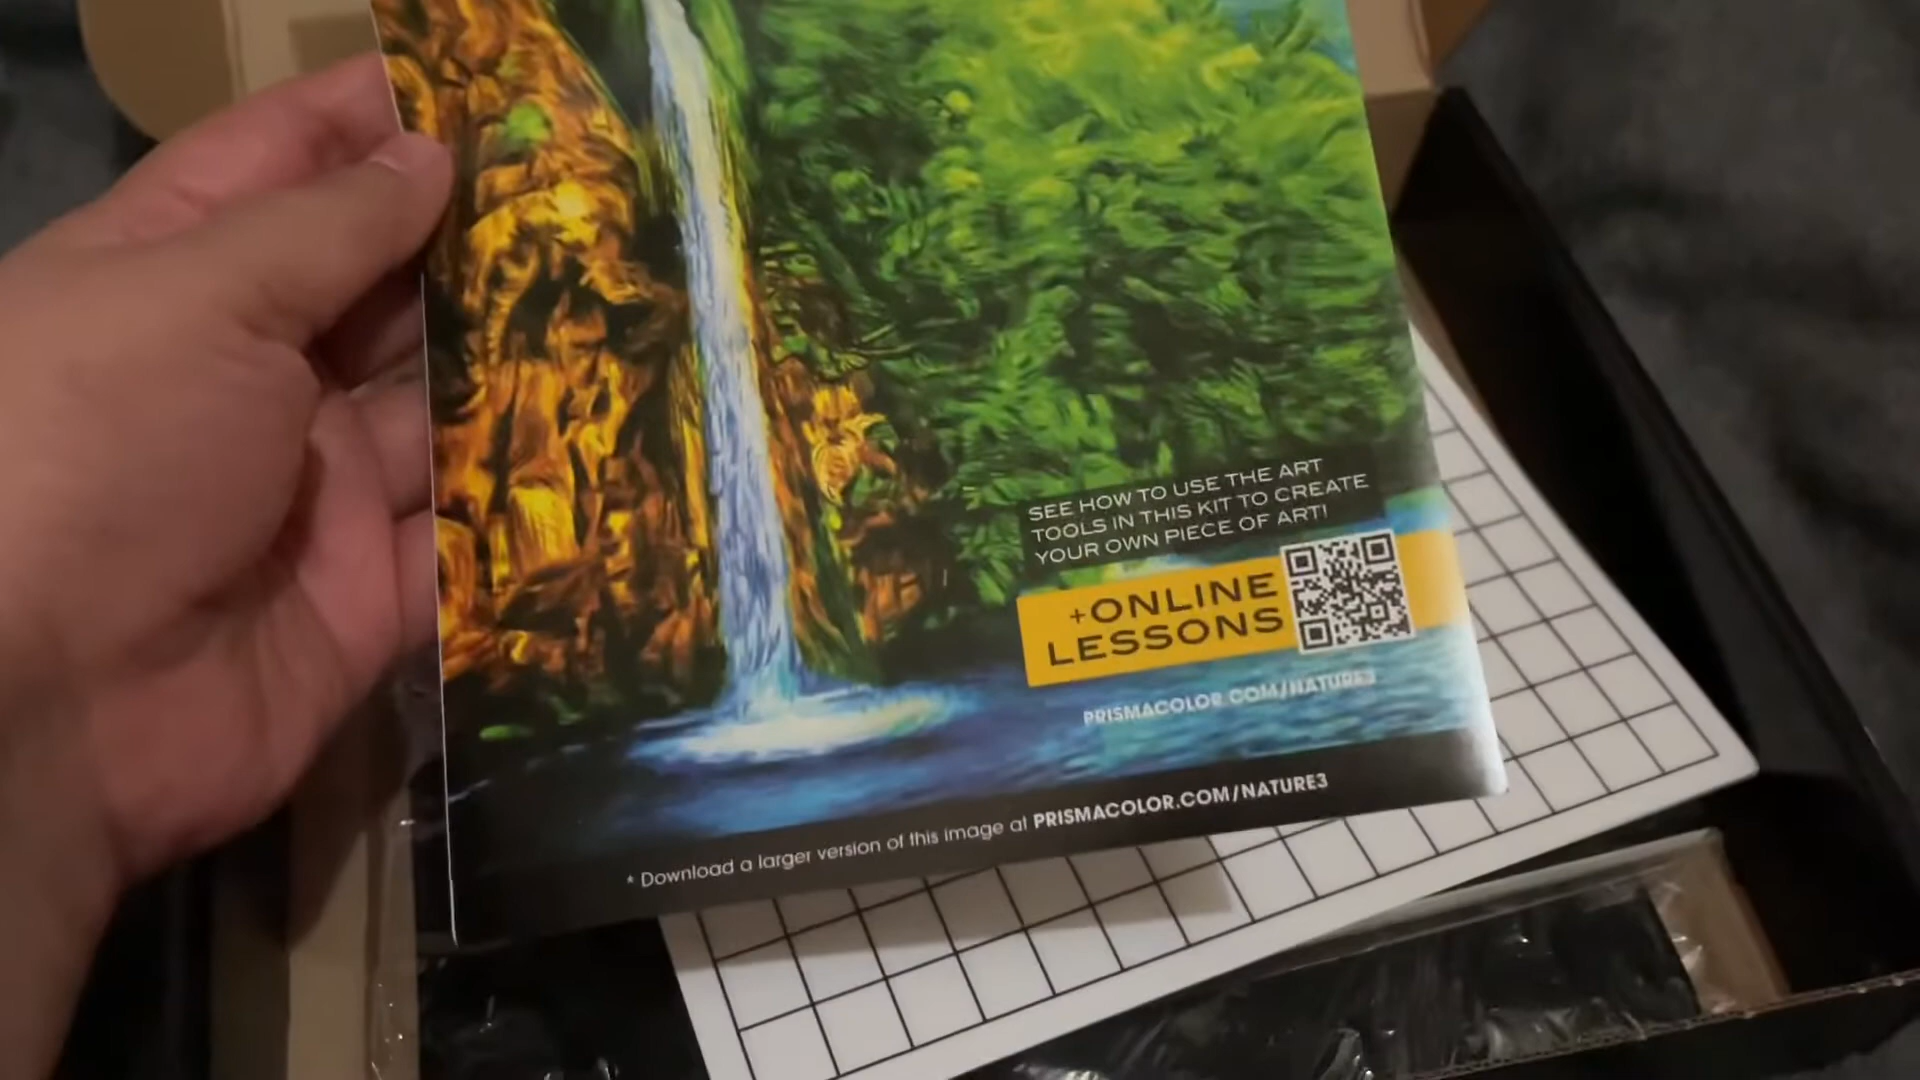 SEE HOW TO USE THE ART
TOOLS IN THIS KIT TO CREATE
YOUR OWN PIECE OF ART!
+ONLINE
LESSONS
PRISMACOLOR.COM/NATURE3
* Download a larger version of this image at PRISMACOLOR.COM/NATURE3